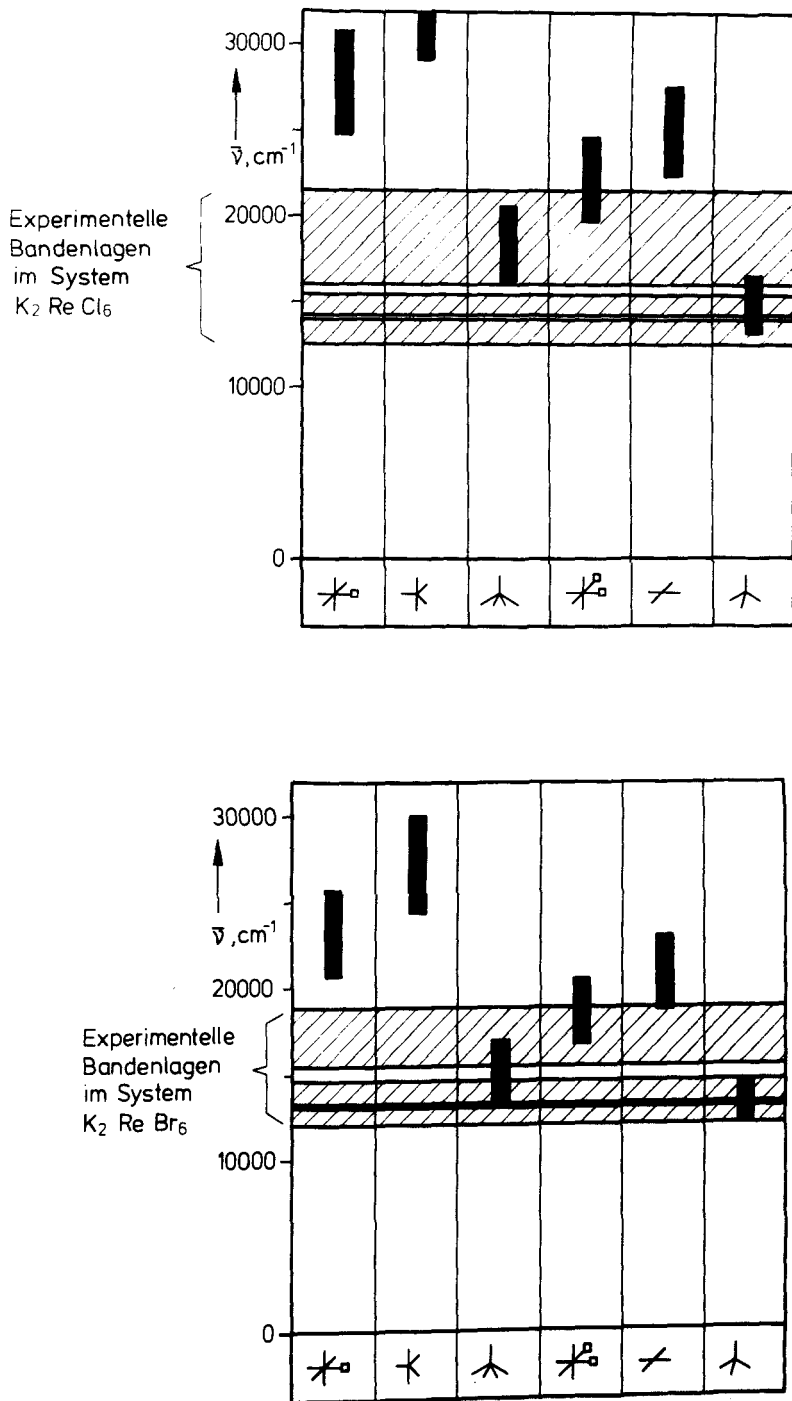 30000
ν̄, cm⁻¹
20000
Experimentelle
Bandenlagen
im System
K₂ Re Cl₆
10000
0
30000
ν̄, cm⁻¹
20000
Experimentelle
Bandenlagen
im System
K₂ Re Br₆
10000
0